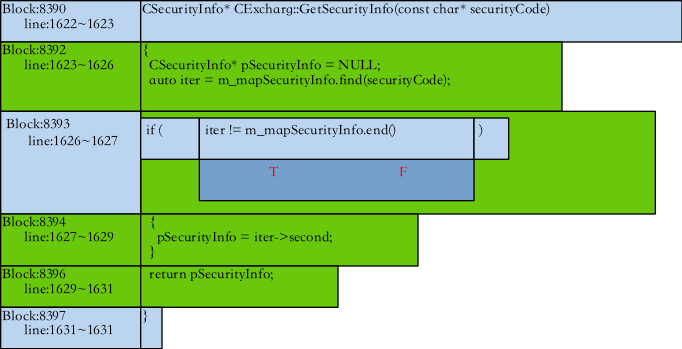 Block:8390 CSecurityInfo* CExcharg::GetSecurityInfo(const char* securityCode)
line:1622~1623
Block:8392 {
line:1623~1626 CSecurityInfo* pSecurityInfo = NULL;
auto iter = m_mapSecurityInfo.find(securityCode);
Block:8393 if ( iter != m_mapSecurityInfo.end() )
line:1626~1627
T F
Block:8394 {
line:1627~1629 pSecurityInfo = iter->second;
}
Block:8396 return pSecurityInfo;
line:1629~1631
Block:8397 }
line:1631~1631